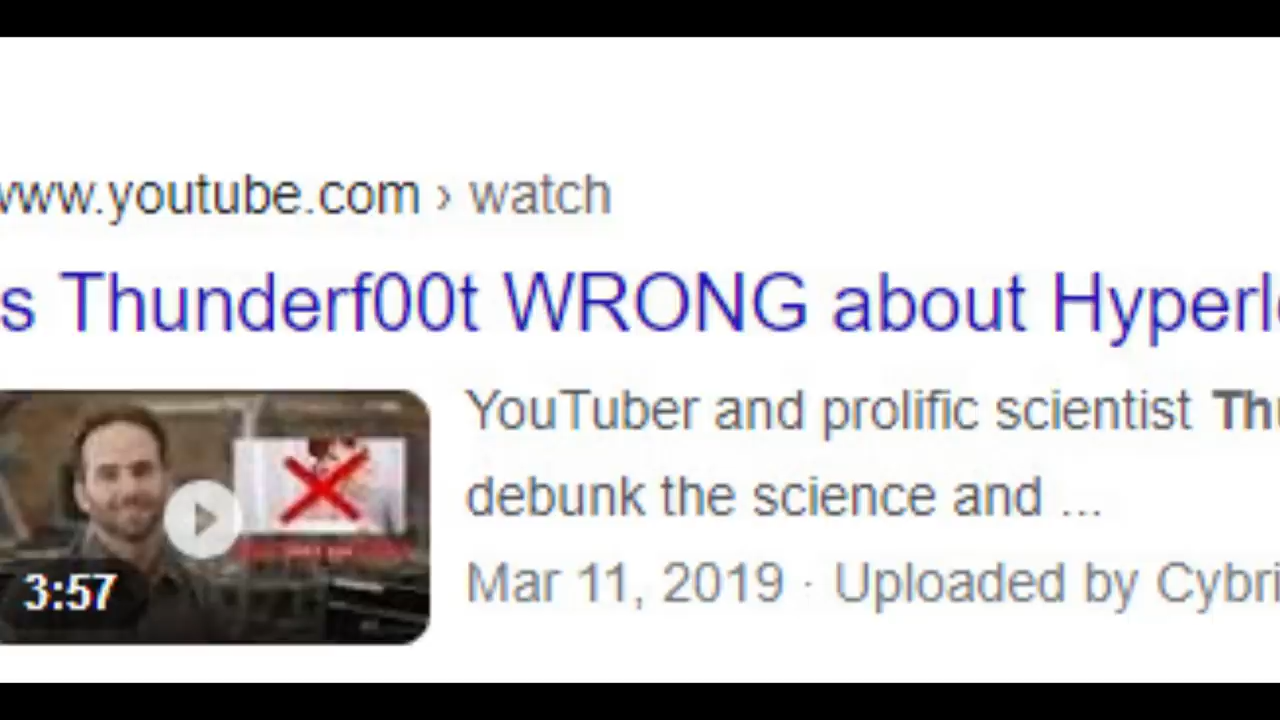 www.youtube.com › watch
s Thunderf00t WRONG about Hyperl
YouTuber and prolific scientist Thu
debunk the science and ...
3:57
Mar 11, 2019 · Uploaded by Cybri